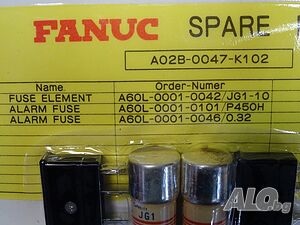 FANUC SPARE
A02B-0047-K102
Name Order-Numer
FUSE ELEMENT A60L-0001-0042/JG1-10
ALARM FUSE A60L-0001-0101/P450H
ALARM FUSE A60L-0001-0046/0.32
JG1
ALO.bg